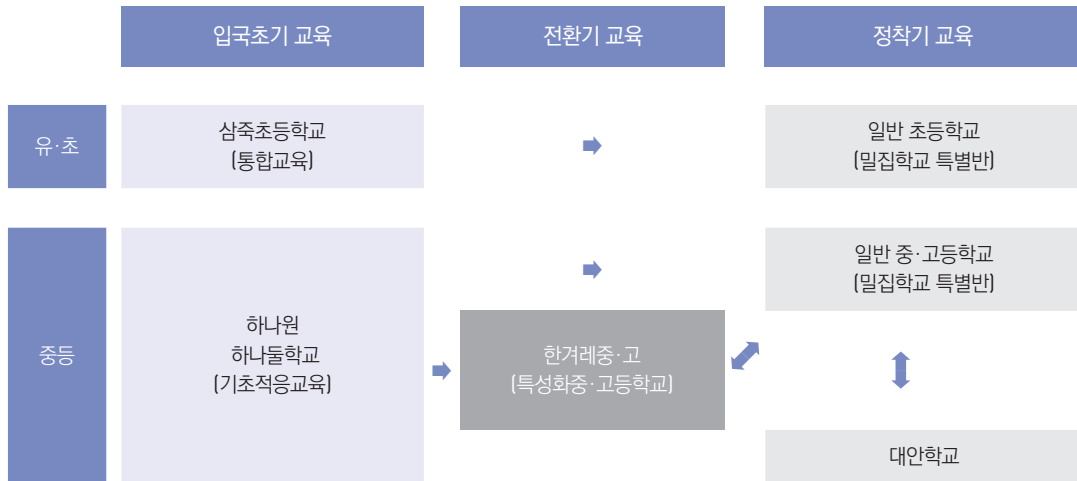 입국초기 교육
전환기 교육
정착기 교육
유·초
삼죽초등학교
(통합교육)
일반 초등학교
(밀집학교 특별반)
중등
하나원
하나둘학교
(기초적응교육)
한겨레중·고
(특성화중·고등학교)
일반 중·고등학교
(밀집학교 특별반)
대안학교